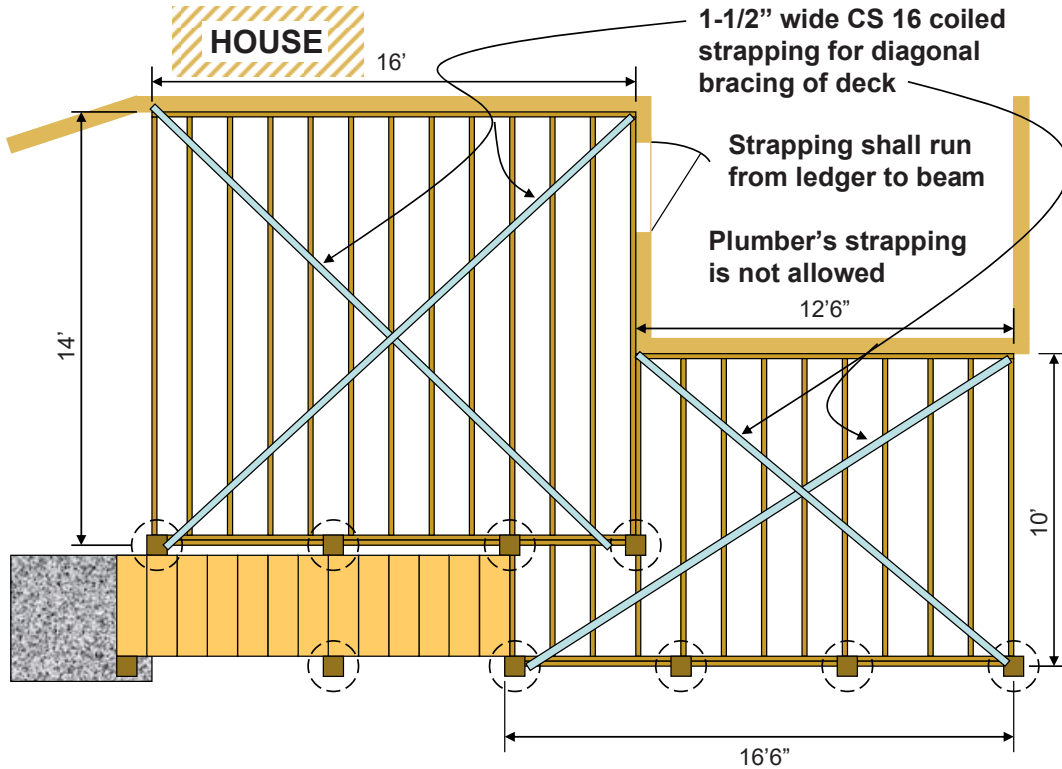 HOUSE
16’
1-1/2” wide CS 16 coiled
strapping for diagonal
bracing of deck
Strapping shall run
from ledger to beam
Plumber’s strapping
is not allowed
12’6”
14’
10’
16’6”